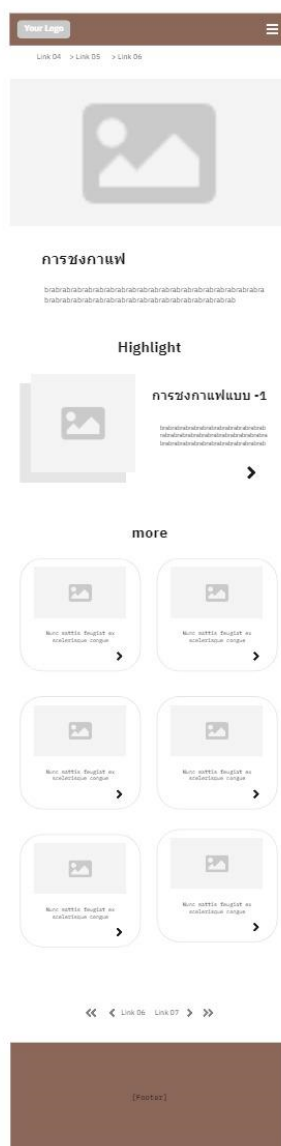 Your Logo
Link 04 > Link 05 > Link 06
การชงกาแฟ
brabrabrabrabrabrabrabrabrabrabrabrabrabrabrabrabrabra
brabrabrabrabrabrabrabrabrabrabrabrabrabrabrabrab
Highlight
การชงกาแฟแบบ -1
more
Nunc mattis feugiat ex
scelerisque congue
Nunc mattis feugiat ex
scelerisque congue
Nunc mattis feugiat ex
scelerisque congue
Nunc mattis feugiat ex
scelerisque congue
Nunc mattis feugiat ex
scelerisque congue
Nunc mattis feugiat ex
scelerisque congue
Link 06 Link 07
[Footer]